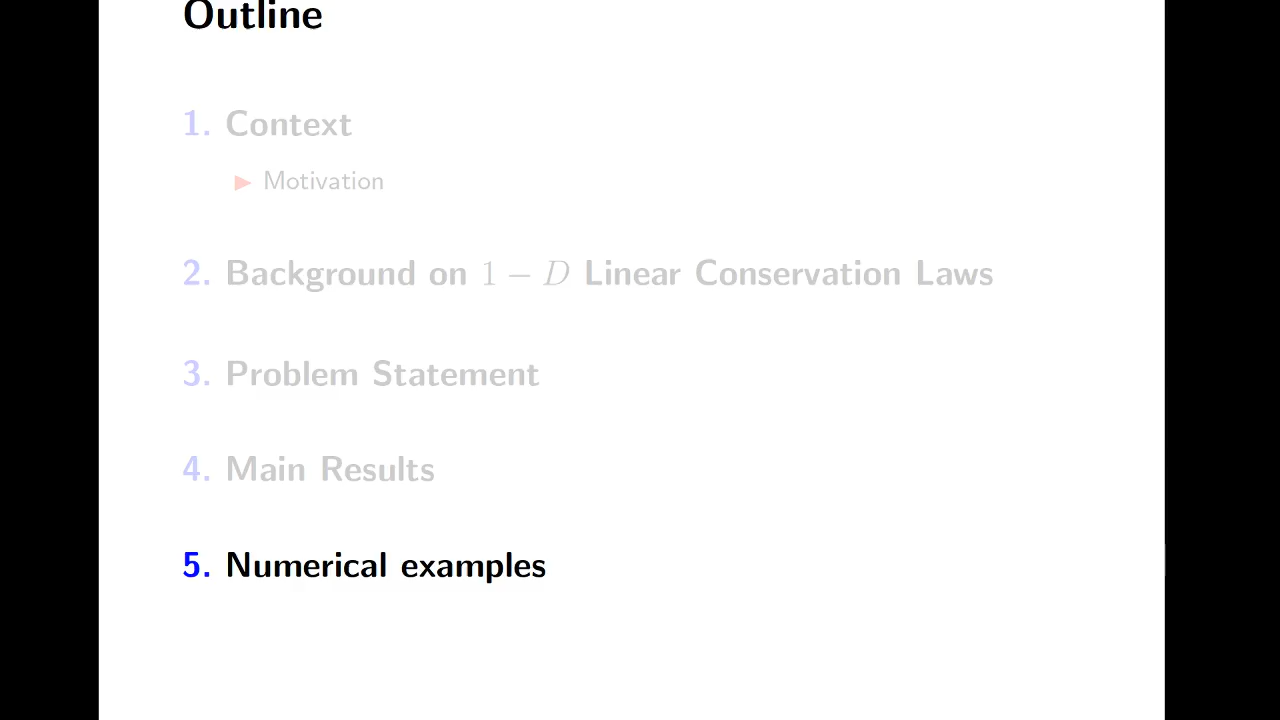 Outline
1. Context
▶ Motivation
2. Background on 1 − D Linear Conservation Laws
3. Problem Statement
4. Main Results
5. Numerical examples